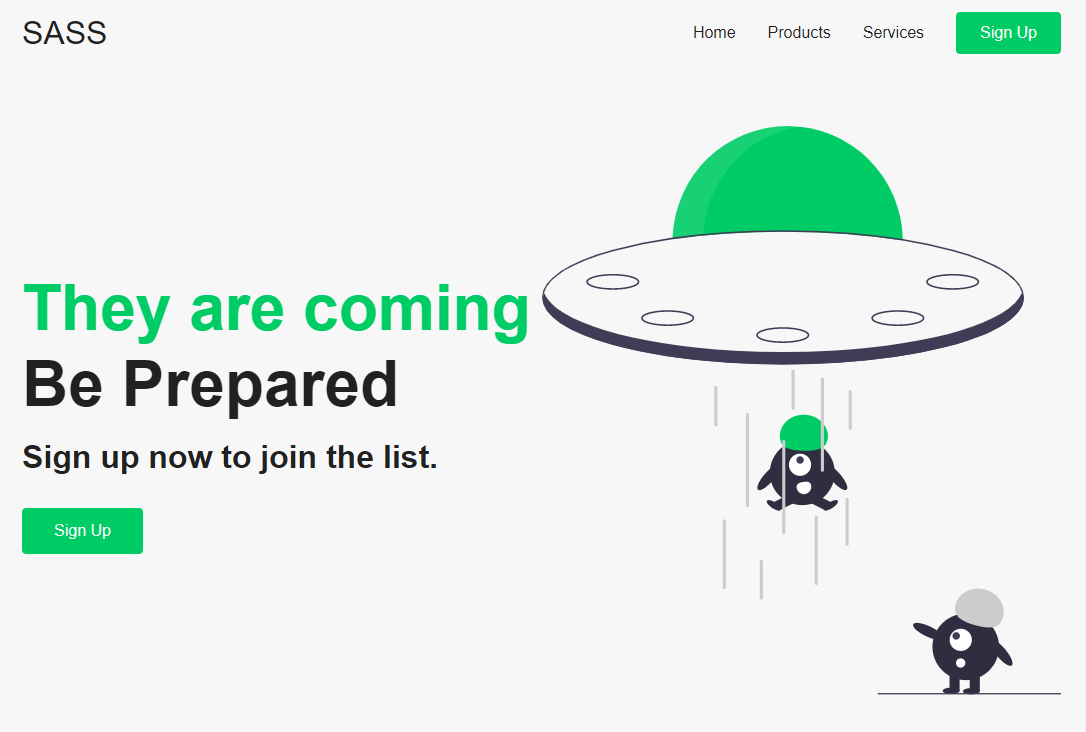 SASS
Home
Products
Services
Sign Up
They are coming
Be Prepared
Sign up now to join the list.
Sign Up